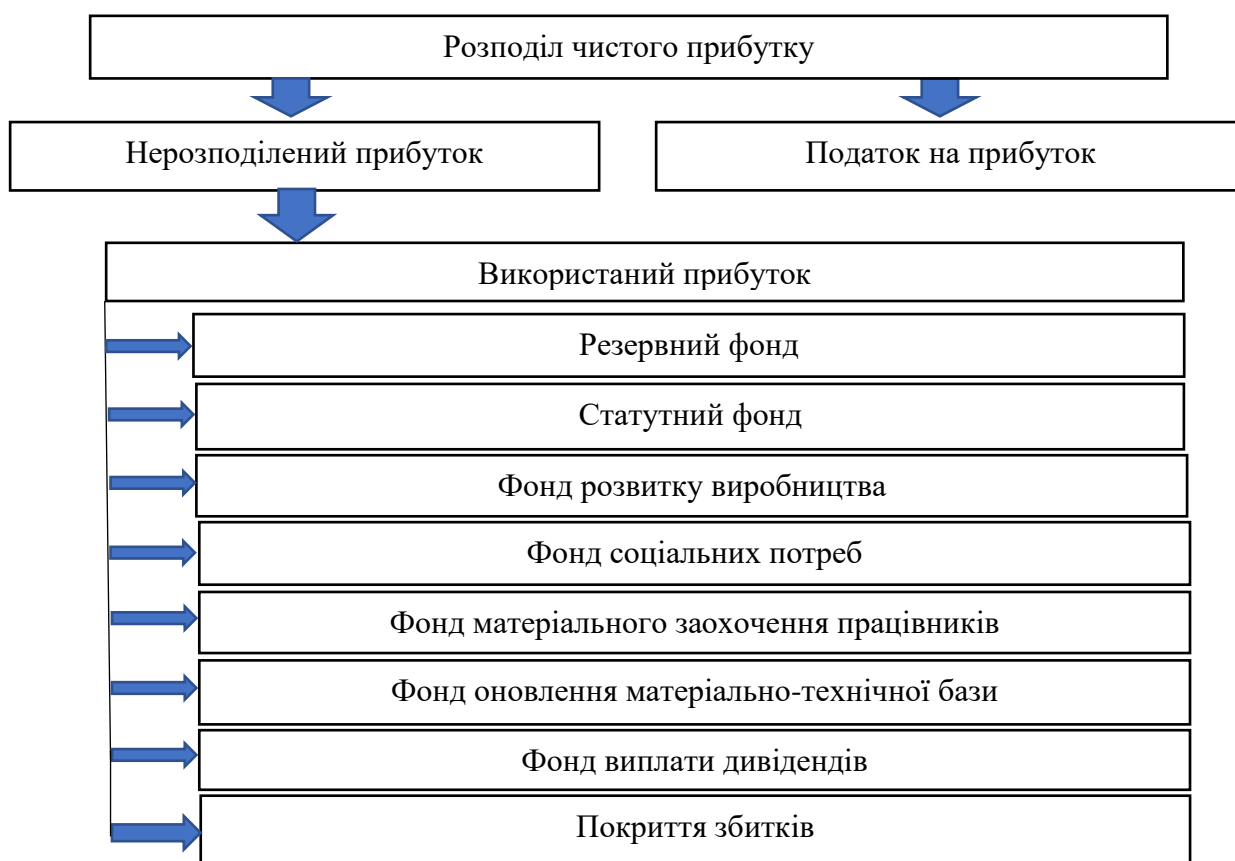 Розподіл чистого прибутку
Нерозподілений прибуток
Податок на прибуток
Використаний прибуток
Резервний фонд
Статутний фонд
Фонд розвитку виробництва
Фонд соціальних потреб
Фонд матеріального заохочення працівників
Фонд оновлення матеріально-технічної бази
Фонд виплати дивідендів
Покриття збитків